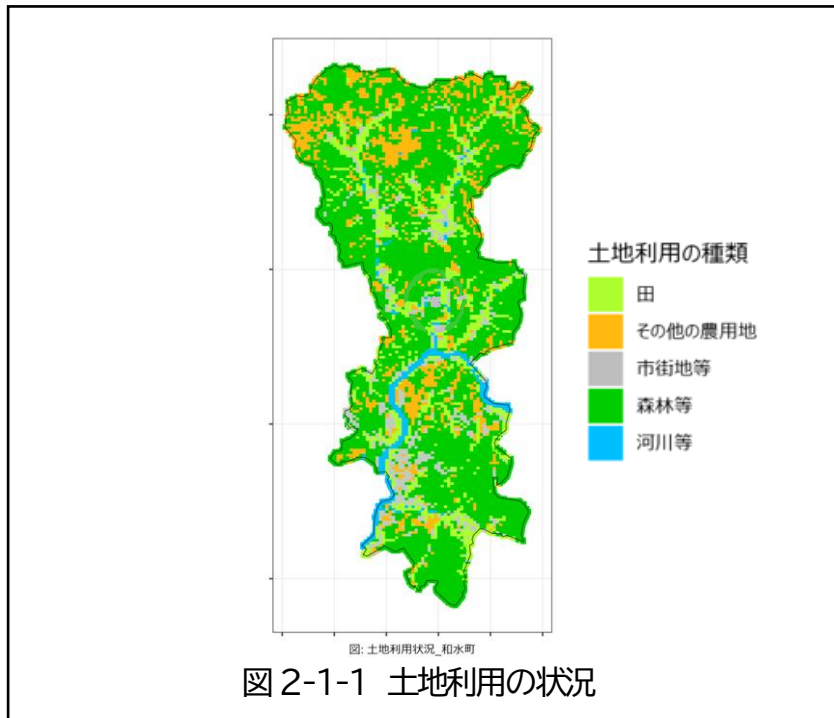 土地利用の種類
田
その他の農用地
市街地等
森林等
河川等
図: 土地利用状況_和水町
図 2-1-1 土地利用の状況